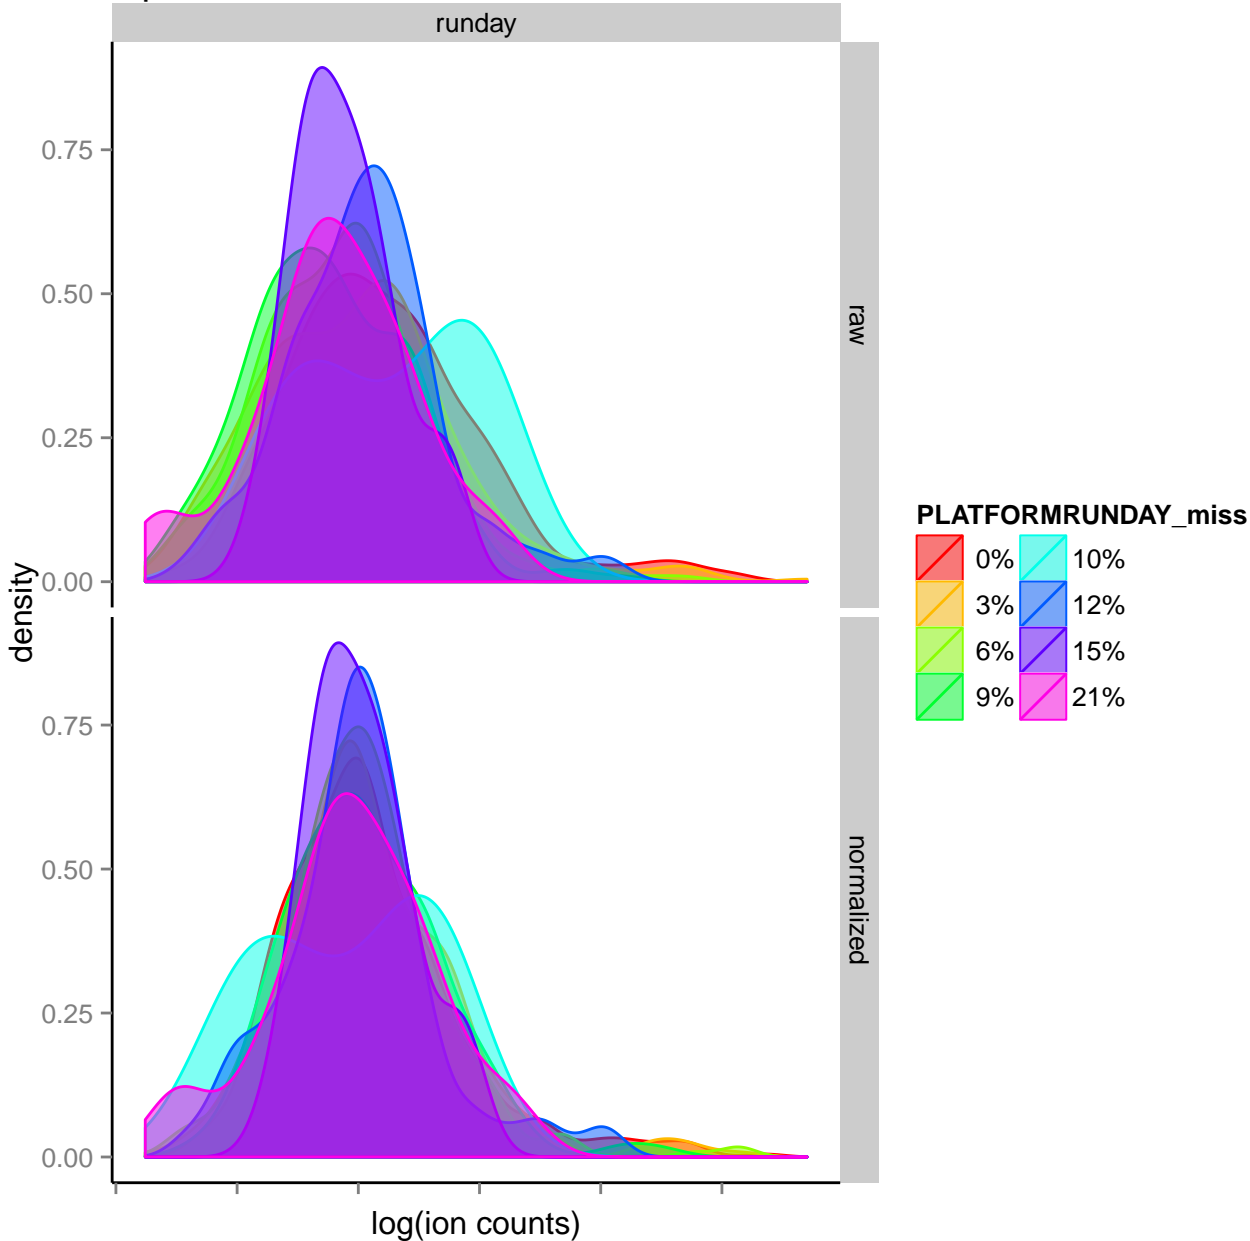 runday
0.75
0.50
0.25
0.00
raw
0.75
0.50
0.25
0.00
normalized
density
log(ion counts)
PLATFORMRUNDAY_miss
0% 10%
3% 12%
6% 15%
9% 21%